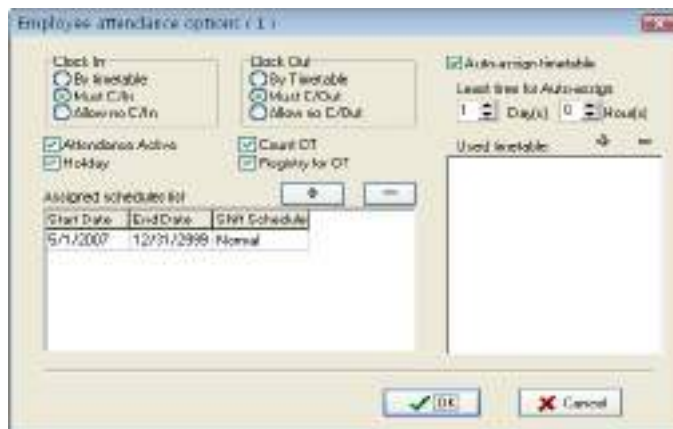 Employee attendance options ( 1 )
Clock In
By timetable
Must C/In
Allow no C/In
Clock Out
By Timetable
Must C/Out
Allow no C/Out
Auto-assign timetable
Least time for Auto-assign
1 Day(s) 0 Hour(s)
Attendance Active
Holiday
Count OT
Registry for OT
Used timetable:
Assigned schedules list
Start Date End Date Shift Schedule
5/1/2007 12/31/2999 Normal
OK
Cancel